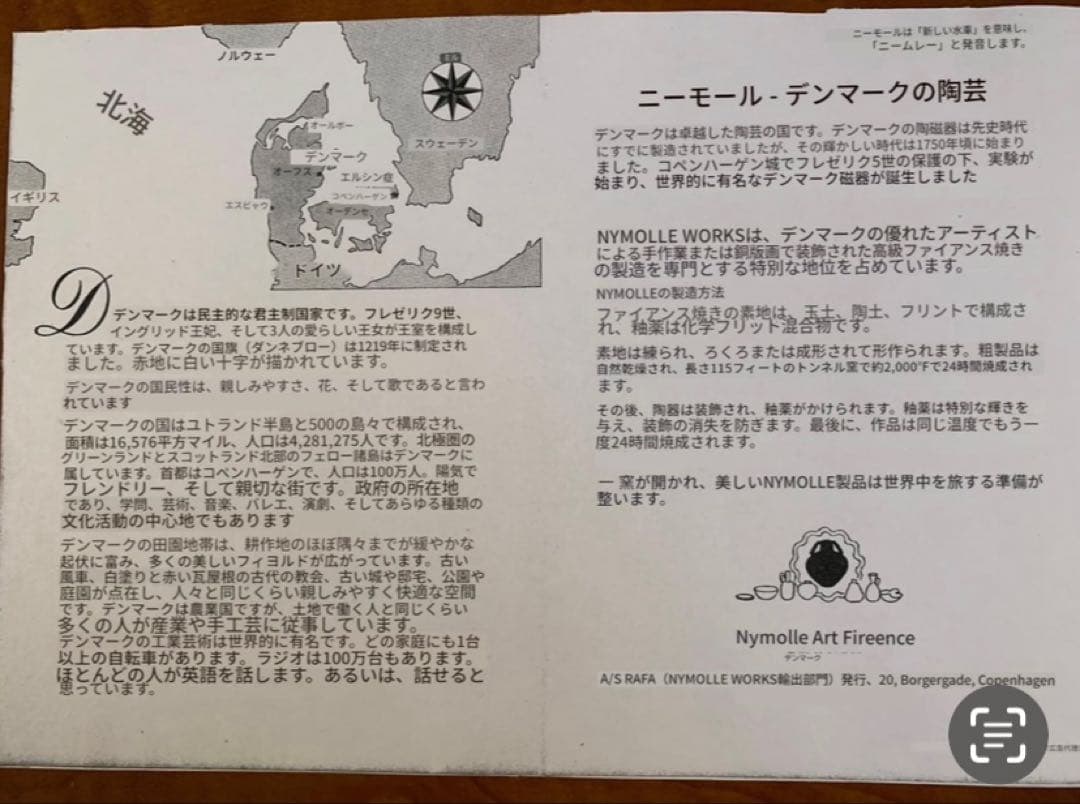 ノルウェー
北海
オールボー
スウェーデン
デンマーク
オーフス
エルシン症
イギリス
コペンハーゲン
エスビャウ
オーデンセ
ドイツ
D
デンマークは民主的な君主制国家です。フレゼリク9世、
イングリッド王妃、そして3人の愛らしい王女が王室を構成し
ています。デンマークの国旗（ダンネブロー）は1219年に制定され
ました。赤地に白い十字が描かれています。
デンマークの国民性は、親しみやすさ、花、そして歌であると言わ
れています
デンマークの国はユトランド半島と500の島々で構成され、
面積は16,576平方マイル、人口は4,281,275人です。北極圏の
グリーンランドとスコットランド北部のフェロー諸島はデンマークに
属しています。首都はコペンハーゲンで、人口は100万人。陽気で
フレンドリー、そして親切な街です。政府の所在地
であり、学問、芸術、音楽、バレエ、演劇、そしてあらゆる種類の
文化活動の中心地でもあります
デンマークの田園地帯は、耕作地のほぼ隅々までが緩やかな
起伏に富み、多くの美しいフィヨルドが広がっています。古い
風車、白塗りと赤い瓦屋根の古代の教会、古い城や邸宅、公園や
庭園が点在し、人々と同じくらい親しみやすく快適な空間
です。デンマークは農業国ですが、土地で働く人と同じくらい
多くの人が産業や手工芸に従事しています。
デンマークの工業芸術は世界的に有名です。どの家庭にも1台
以上の自転車があります。ラジオは100万台もあります。
ほとんどの人が英語を話します。あるいは、話せると
思っています。
ニーモールは「新しい水車」を意味し、
「ニームレー」と発音します。
ニーモール - デンマークの陶芸
デンマークは卓越した陶芸の国です。デンマークの陶磁器は先史時代
にすでに製造されていましたが、その輝かしい時代は1750年頃に始まり
ました。コペンハーゲン城でフレゼリク5世の保護の下、実験が
始まり、世界的に有名なデンマーク磁器が誕生しました
NYMOLLE WORKSは、デンマークの優れたアーティスト
による手作業または銅版画で装飾された高級ファイアンス焼き
の製造を専門とする特別な地位を占めています。
NYMOLLEの製造方法
ファイアンス焼きの素地は、玉土、陶土、フリントで構成さ
れ、釉薬は化学フリット混合物です。
素地は練られ、ろくろまたは成形されて形作られます。粗製品は
自然乾燥され、長さ115フィートのトンネル窯で約2,000°Fで24時間焼成され
ます。
その後、陶器は装飾され、釉薬がかけられます。釉薬は特別な輝きを
与え、装飾の消失を防ぎます。最後に、作品は同じ温度でもう一
度24時間焼成されます。
— 窯が開かれ、美しいNYMOLLE製品は世界中を旅する準備が
整います。
Nymolle Art Fireence
デンマーク
A/S RAFA（NYMOLLE WORKS輸出部門）発行、20, Borgergade, Copenhagen